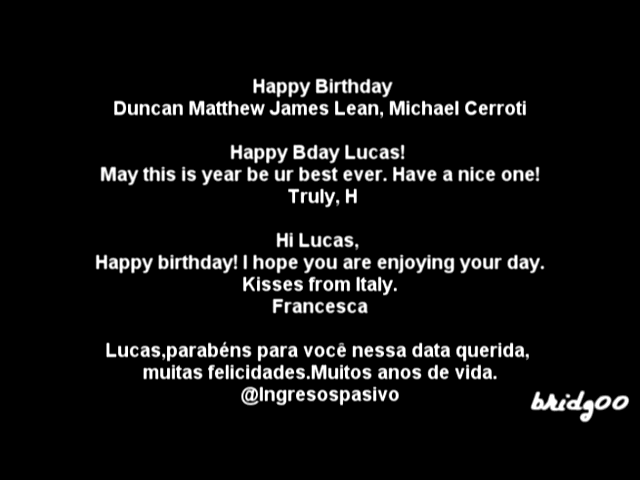 Happy Birthday
Duncan Matthew James Lean, Michael Cerroti
Happy Bday Lucas!
May this is year be ur best ever. Have a nice one!
Truly, H
Hi Lucas,
Happy birthday! I hope you are enjoying your day.
Kisses from Italy.
Francesca
Lucas,parabéns para você nessa data querida,
muitas felicidades.Muitos anos de vida.
@Ingresospasivo
bridgoo